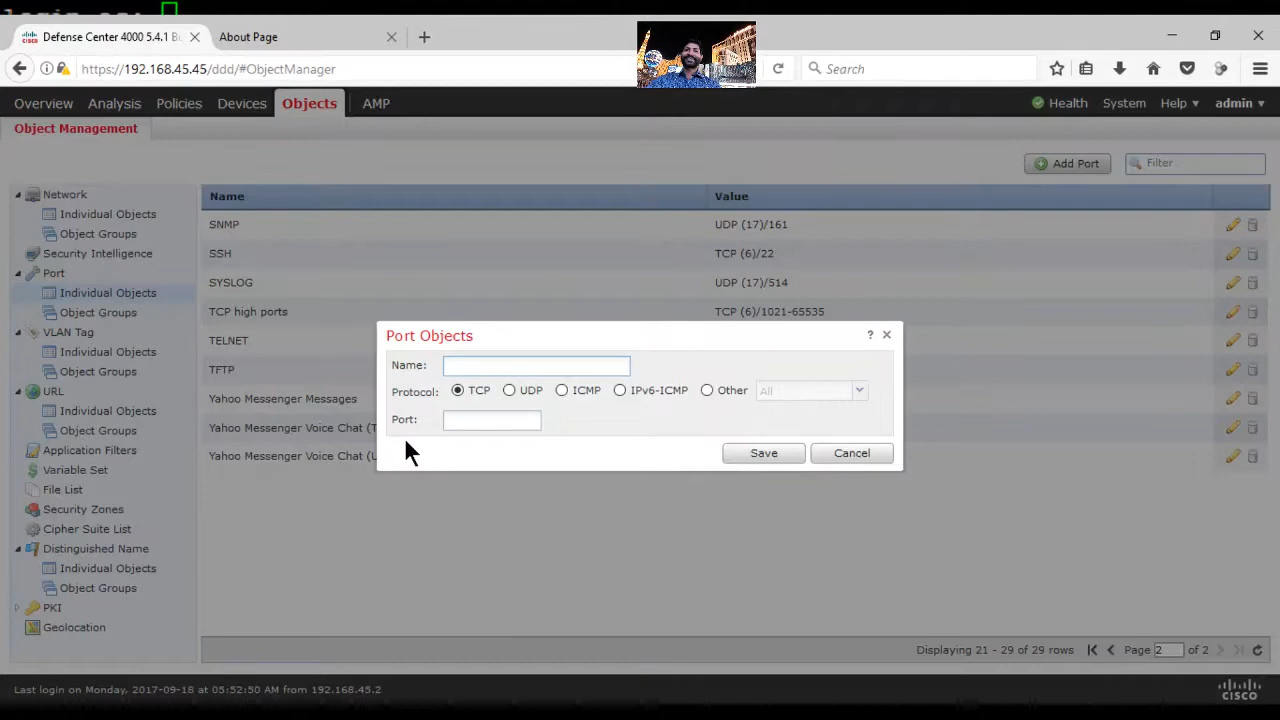 Defense Center 4000 5.4.1 Bu
About Page
https://192.168.45.45/ddd/#ObjectManager
Search
Overview Analysis Policies Devices Objects AMP
Health System Help admin
Object Management
Add Port
Filter
Network
Individual Objects
Object Groups
Security Intelligence
Port
Individual Objects
Object Groups
VLAN Tag
Individual Objects
Object Groups
URL
Individual Objects
Object Groups
Application Filters
Variable Set
File List
Security Zones
Cipher Suite List
Distinguished Name
Individual Objects
Object Groups
PKI
Geolocation
Name Value
SNMP UDP (17)/161
SSH TCP (6)/22
SYSLOG UDP (17)/514
TCP high ports TCP (6)/1021-65535
TELNET
TFTP
Yahoo Messenger Messages
Yahoo Messenger Voice Chat (T
Yahoo Messenger Voice Chat (U
Port Objects ?
Name:
Protocol: TCP UDP ICMP IPv6-ICMP Other All
Port:
Save Cancel
Displaying 21 - 29 of 29 rows Page 2 of 2
Last login on Monday, 2017-09-18 at 05:52:50 AM from 192.168.45.2
cisco